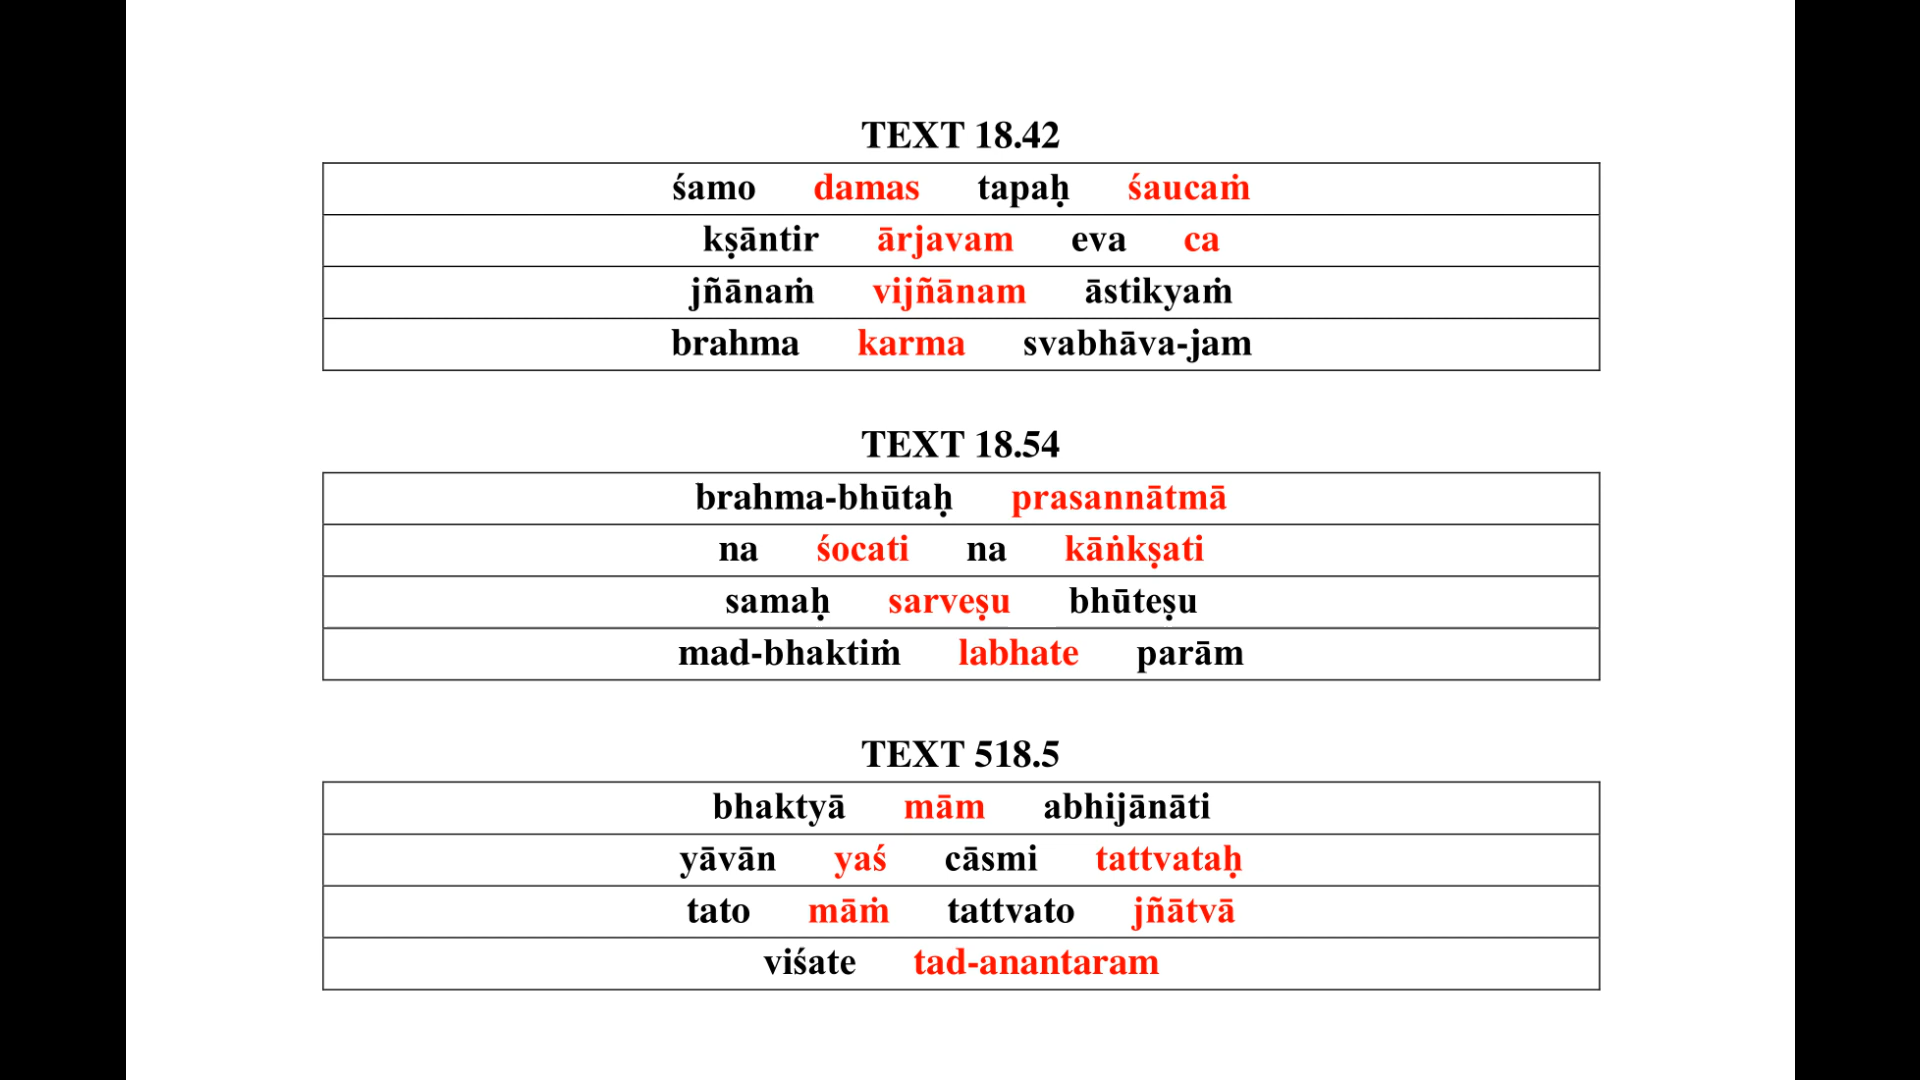 TEXT 18.42
śamo damas tapaḥ śaucaṁ
kṣāntir ārjavam eva ca
jñānaṁ vijñānam āstikyaṁ
brahma karma svabhāva-jam
TEXT 18.54
brahma-bhūtaḥ prasannātmā
na śocati na kāṅkṣati
samaḥ sarveṣu bhūteṣu
mad-bhaktiṁ labhate parām
TEXT 518.5
bhaktyā mām abhijānāti
yāvān yaś cāsmi tattvataḥ
tato māṁ tattvato jñātvā
viśate tad-anantaram